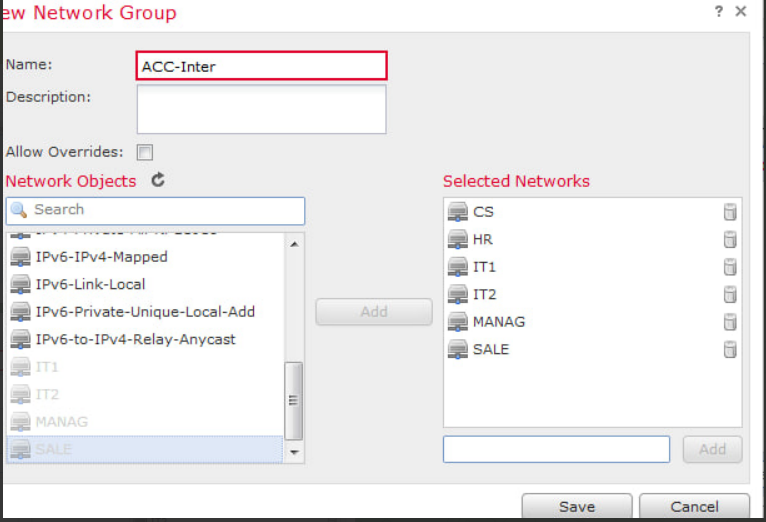 ew Network Group
? ×
Name:
ACC-Inter
Description:
Allow Overrides:
Network Objects
Selected Networks
Search
IPv6-IPv4-Mapped
IPv6-Link-Local
IPv6-Private-Unique-Local-Add
IPv6-to-IPv4-Relay-Anycast
IT1
IT2
MANAG
SALE
Add
CS
HR
IT1
IT2
MANAG
SALE
Add
Save
Cancel